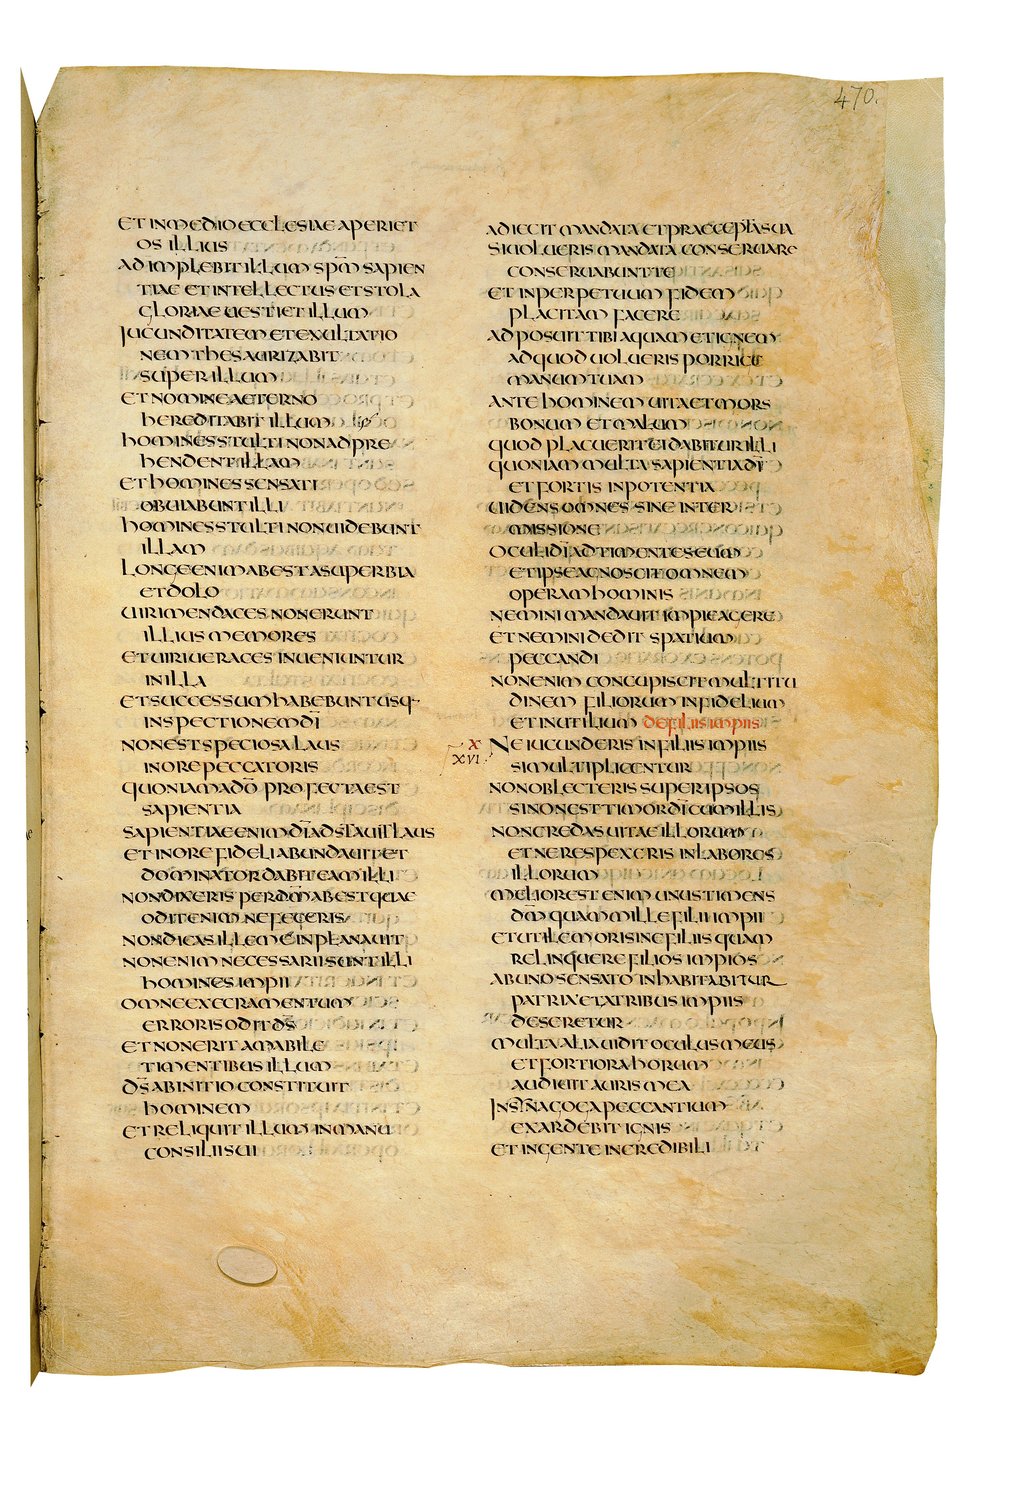 470.
ET IN MEDIO ECCLESIAE APERIET
OS ILLIUS
ADIMPLEBIT ILLUM SPM SAPIEN
TIAE ET INTELLECTUS ET STOLA
GLORIAE UESTIET ILLUM
IUCUNDITATEM ET EXULTATIO
NEM THESAURIZABIT
SUPER ILLUM
ET NOMINE AETERNO
HEREDITABIT ILLUM
HOMINES STULTI NON ADPRE
HENDENT ILLAM
ET HOMINES SENSATI
OBUIABUNT ILLI
HOMINES STULTI NON UIDEBUNT
ILLAM
LONGE ENIM ABEST A SUPERBIA
ET DOLO
UIRI MENDACES NON ERUNT
ILLIUS MEMORES
ET UIRI UERACES INUENIUNTUR
IN ILLA
ET SUCCESSUM HABEBUNT USQ·
INSPECTIONEM DĪ
NON EST SPECIOSA LAUS
IN ORE PECCATORIS
QUONIAM A DŌ PROFECTA EST
SAPIENTIA
SAPIENTIAE ENIM DĪ ADSTAUIT LAUS
ET IN ORE FIDELI ABUNDAUIT ET
DOMINATOR DABIT EAM ILLI
NON DIXERIS PER DM̄ ABEST QUAE
ODIT ENIM NE FECERIS
NON DICAS ILLE ME INPLANAUIT
NON ENIM NECESSARII SUNT ILLI
HOMINES IMPII
OMNE EXECRAMENTUM
ERRORIS ODIT DS̄
ET NON ERIT AMABILE
TIMENTIBUS ILLUM
DS̄ AB INITIO CONSTITUIT
HOMINEM
ET RELIQUIT ILLUM IN MANU
CONSILII SUI
ADIECIT MANDATA ET PRAECEPTA SUA
SI UOLUERIS MANDATA CONSERUARE
CONSERUABUNT TE
ET IN PERPETUUM FIDEM
PLACITAM FACERE
ADPOSUIT TIBI AQUAM ET IGNEM
AD QUOD UOLUERIS PORRIGE
MANUM TUAM
ANTE HOMINEM UITA ET MORS
BONUM ET MALUM
QUOD PLACUERIT EI DABITUR ILLI
QUONIAM MULTA SAPIENTIA DĪ
ET FORTIS IN POTENTIA
UIDENS OMNES SINE INTER
MISSIONE
OCULI DĪ AD TIMENTES EUM
ET IPSE AGNOSCIT OMNEM
OPERAM HOMINIS
NEMINI MANDAUIT IMPIE AGERE
ET NEMINI DEDIT SPATIUM
PECCANDI
NON ENIM CONCUPISCIT MULTITU
DINEM FILIORUM INFIDELIUM
ET INUTILIUM DE FILIIS IMPIIS
X
XVI·
NE IUCUNDERIS IN FILIIS IMPIIS
SI MULTIPLICENTUR
NON OBLECTERIS SUPER IPSOS
SI NON EST TIMOR DĪ CUM ILLIS
NON CREDAS UITAE ILLORUM
ET NE RESPEXERIS IN LABORES
ILLORUM
MELIOR EST ENIM UNUS TIMENS
DM̄ QUAM MILLE FILII IMPII
ET UTILE MORI SINE FILIIS QUAM
RELINQUERE FILIOS IMPIOS
AB UNO SENSATO INHABITABITUR
PATRIA ET A TRIBUS IMPIIS
DESERETUR
MULTA ALIA UIDIT OCULUS MEUS
ET FORTIORA HORUM
AUDIUIT AURIS MEA
IN SȲNAGOGA PECCANTIUM
EXARDEBIT IGNIS
ET IN GENTE INCREDIBILI